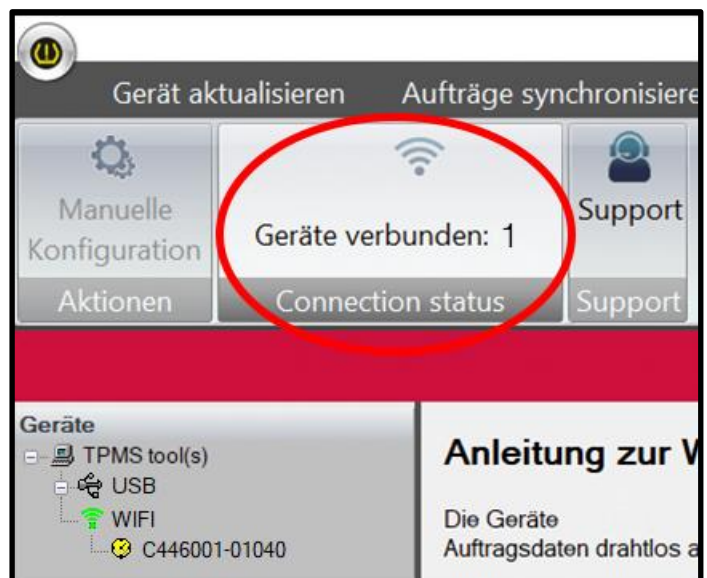 Gerät aktualisieren Aufträge synchronisiere
Manuelle
Konfiguration
Aktionen
Geräte verbunden: 1
Connection status
Support
Support
Geräte
TPMS tool(s)
USB
WIFI
C446001-01040
Anleitung zur
Die Geräte
Auftragsdaten drahtlos a